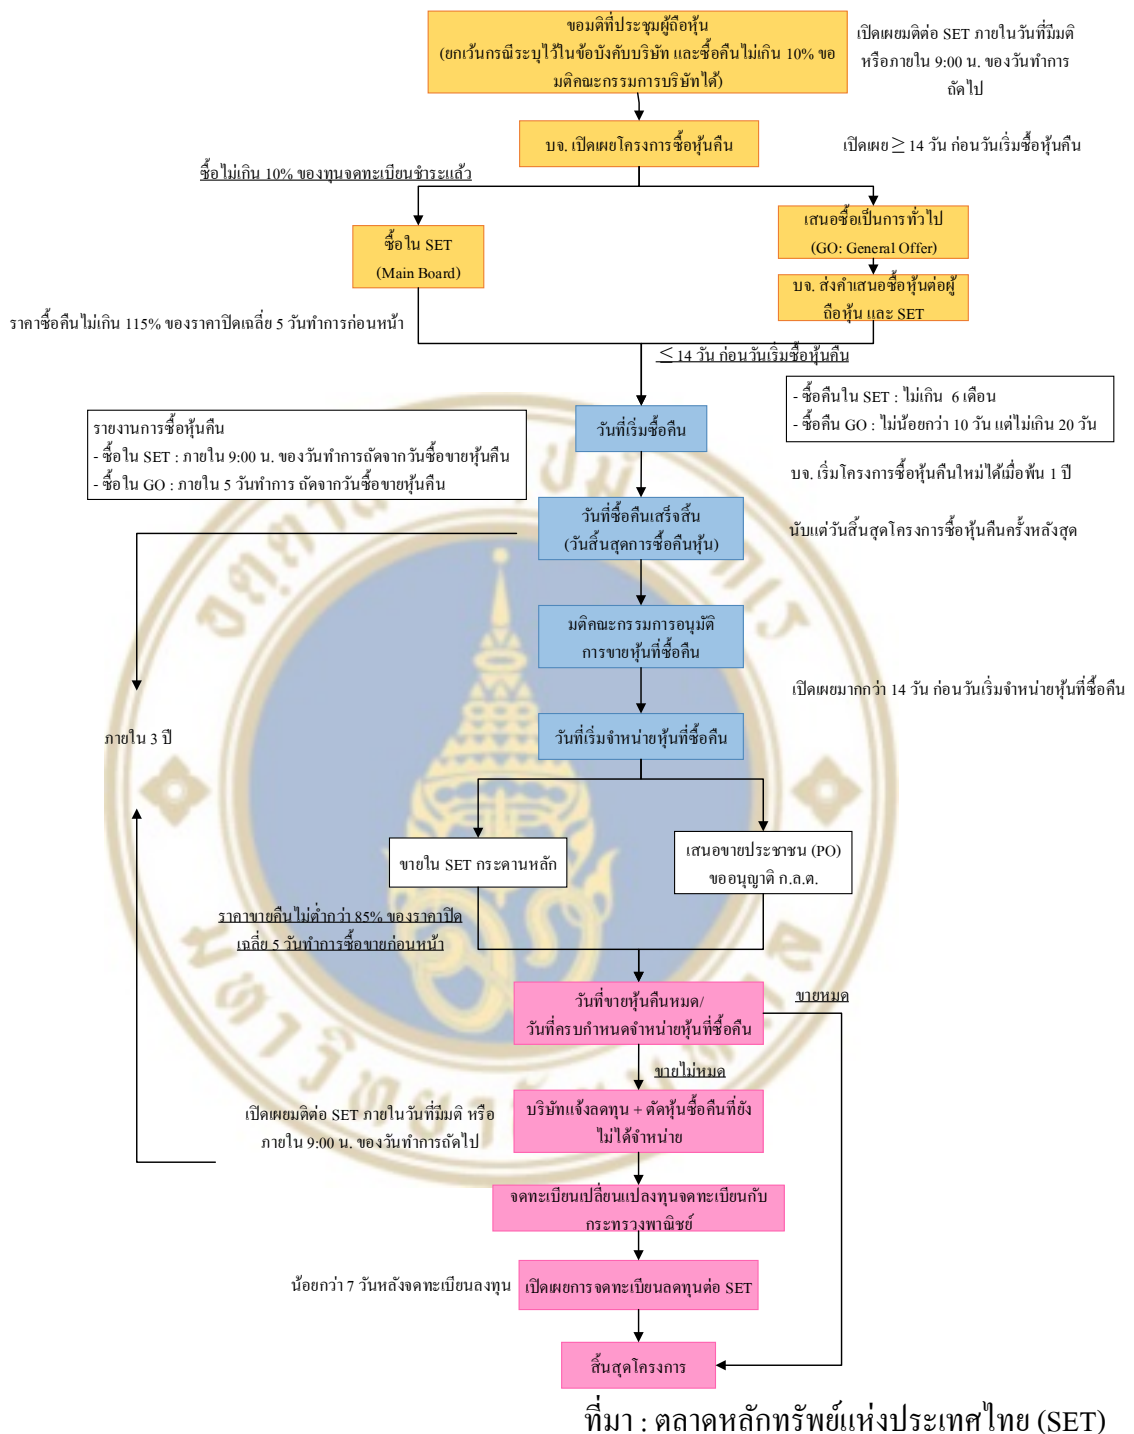 ขอมติที่ประชุมผู้ถือหุ้น
(ยกเว้นกรณีระบุไว้ในข้อบังคับบริษัท และซื้อคืนไม่เกิน 10% ขอ
มติคณะกรรมการบริษัทได้)
เปิดเผยมติต่อ SET ภายในวันที่มีมติ
หรือภายใน 9:00 น. ของวันทำการ
ถัดไป
บจ. เปิดเผยโครงการซื้อหุ้นคืน
เปิดเผย ≥ 14 วัน ก่อนวันเริ่มซื้อหุ้นคืน
ซื้อไม่เกิน 10% ของทุนจดทะเบียนชำระแล้ว
ซื้อใน SET
(Main Board)
เสนอซื้อเป็นการทั่วไป
(GO: General Offer)
บจ. ส่งคำเสนอซื้อหุ้นต่อผู้
ถือหุ้น และ SET
ราคาซื้อคืนไม่เกิน 115% ของราคาปิดเฉลี่ย 5 วันทำการก่อนหน้า
≤ 14 วัน ก่อนวันเริ่มซื้อหุ้นคืน
วันที่เริ่มซื้อคืน
- ซื้อคืนใน SET : ไม่เกิน 6 เดือน
- ซื้อคืน GO : ไม่น้อยกว่า 10 วัน แต่ไม่เกิน 20 วัน
รายงานการซื้อหุ้นคืน
- ซื้อใน SET : ภายใน 9:00 น. ของวันทำการถัดจากวันซื้อขายหุ้นคืน
- ซื้อใน GO : ภายใน 5 วันทำการ ถัดจากวันซื้อขายหุ้นคืน
บจ. เริ่มโครงการซื้อหุ้นคืนใหม่ได้เมื่อพ้น 1 ปี
นับแต่วันสิ้นสุดโครงการซื้อหุ้นคืนครั้งหลังสุด
วันที่ซื้อคืนเสร็จสิ้น
(วันสิ้นสุดการซื้อคืนหุ้น)
มติคณะกรรมการอนุมัติ
การขายหุ้นที่ซื้อคืน
เปิดเผยมากกว่า 14 วัน ก่อนวันเริ่มจำหน่ายหุ้นที่ซื้อคืน
วันที่เริ่มจำหน่ายหุ้นที่ซื้อคืน
ภายใน 3 ปี
ขายใน SET กระดานหลัก
เสนอขายประชาชน (PO)
ขออนุญาติ ก.ล.ต.
ราคาขายคืนไม่ต่ำกว่า 85% ของราคาปิด
เฉลี่ย 5 วันทำการซื้อขายก่อนหน้า
วันที่ขายหุ้นคืนหมด/
วันที่ครบกำหนดจำหน่ายหุ้นที่ซื้อคืน
ขายหมด
ขายไม่หมด
บริษัทแจ้งลดทุน + ตัดหุ้นซื้อคืนที่ยัง
ไม่ได้จำหน่าย
เปิดเผยมติต่อ SET ภายในวันที่มีมติ หรือ
ภายใน 9:00 น. ของวันทำการถัดไป
จดทะเบียนเปลี่ยนแปลงทุนจดทะเบียนกับ
กระทรวงพาณิชย์
น้อยกว่า 7 วันหลังจดทะเบียนลงทุน
เปิดเผยการจดทะเบียนลดทุนต่อ SET
สิ้นสุดโครงการ
ที่มา : ตลาดหลักทรัพย์แห่งประเทศไทย (SET)